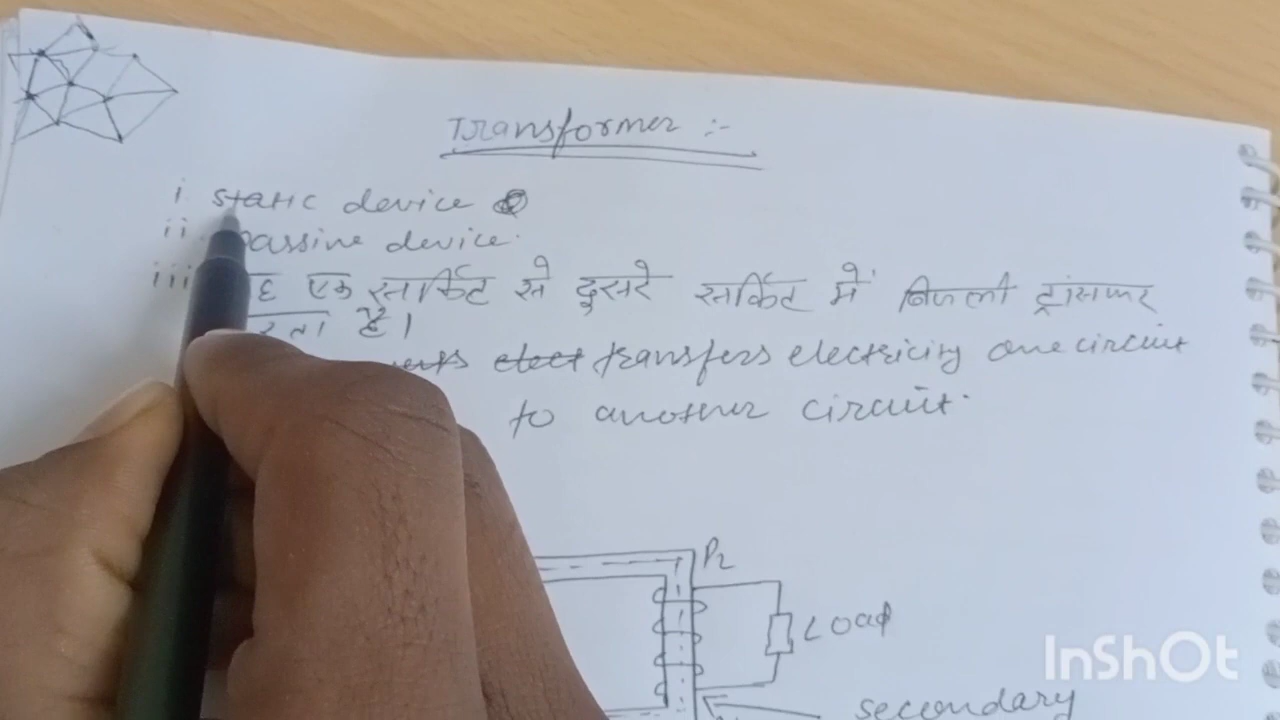 Transformer :-
i static device
ii passive device.
iii एक सर्किट से दुसरे सर्किट में बिजली ट्रांसफर
है।
transfers electricity one circuit
to another circuit.
P2
Load
secondary
InShOt